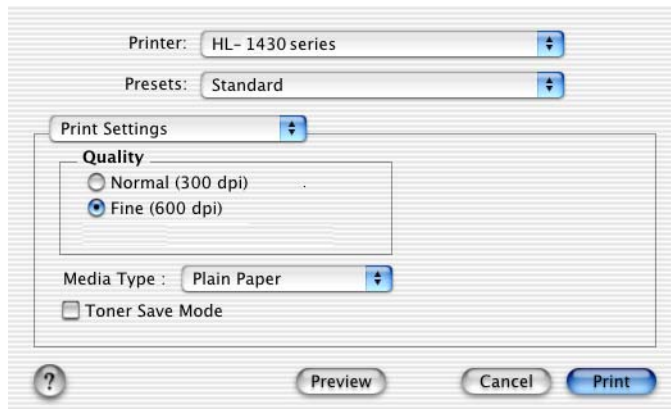 Printer: HL- 1430 series
Presets: Standard
Print Settings
Quality
Normal (300 dpi)
Fine (600 dpi)
Media Type : Plain Paper
Toner Save Mode
? Preview Cancel Print